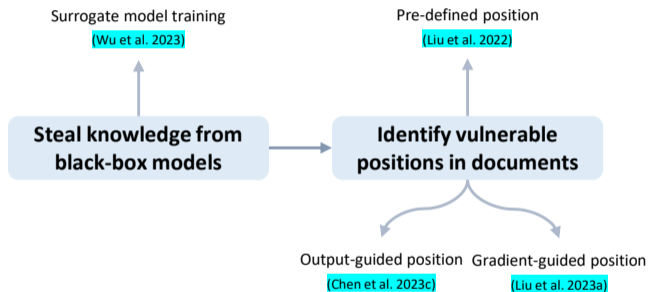 Surrogate model training
(Wu et al. 2023)
Pre-defined position
(Liu et al. 2022)
Steal knowledge from
black-box models
Identify vulnerable
positions in documents
Output-guided position
(Chen et al. 2023c)
Gradient-guided position
(Liu et al. 2023a)